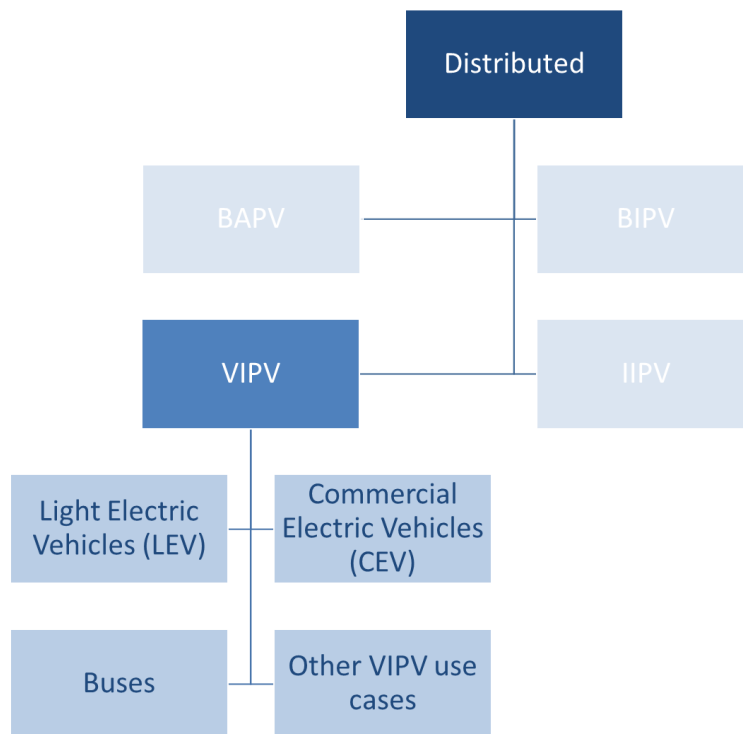 Distributed
BAPV
BIPV
VIPV
IIPV
Light Electric
Vehicles (LEV)
Commercial
Electric Vehicles
(CEV)
Buses
Other VIPV use
cases